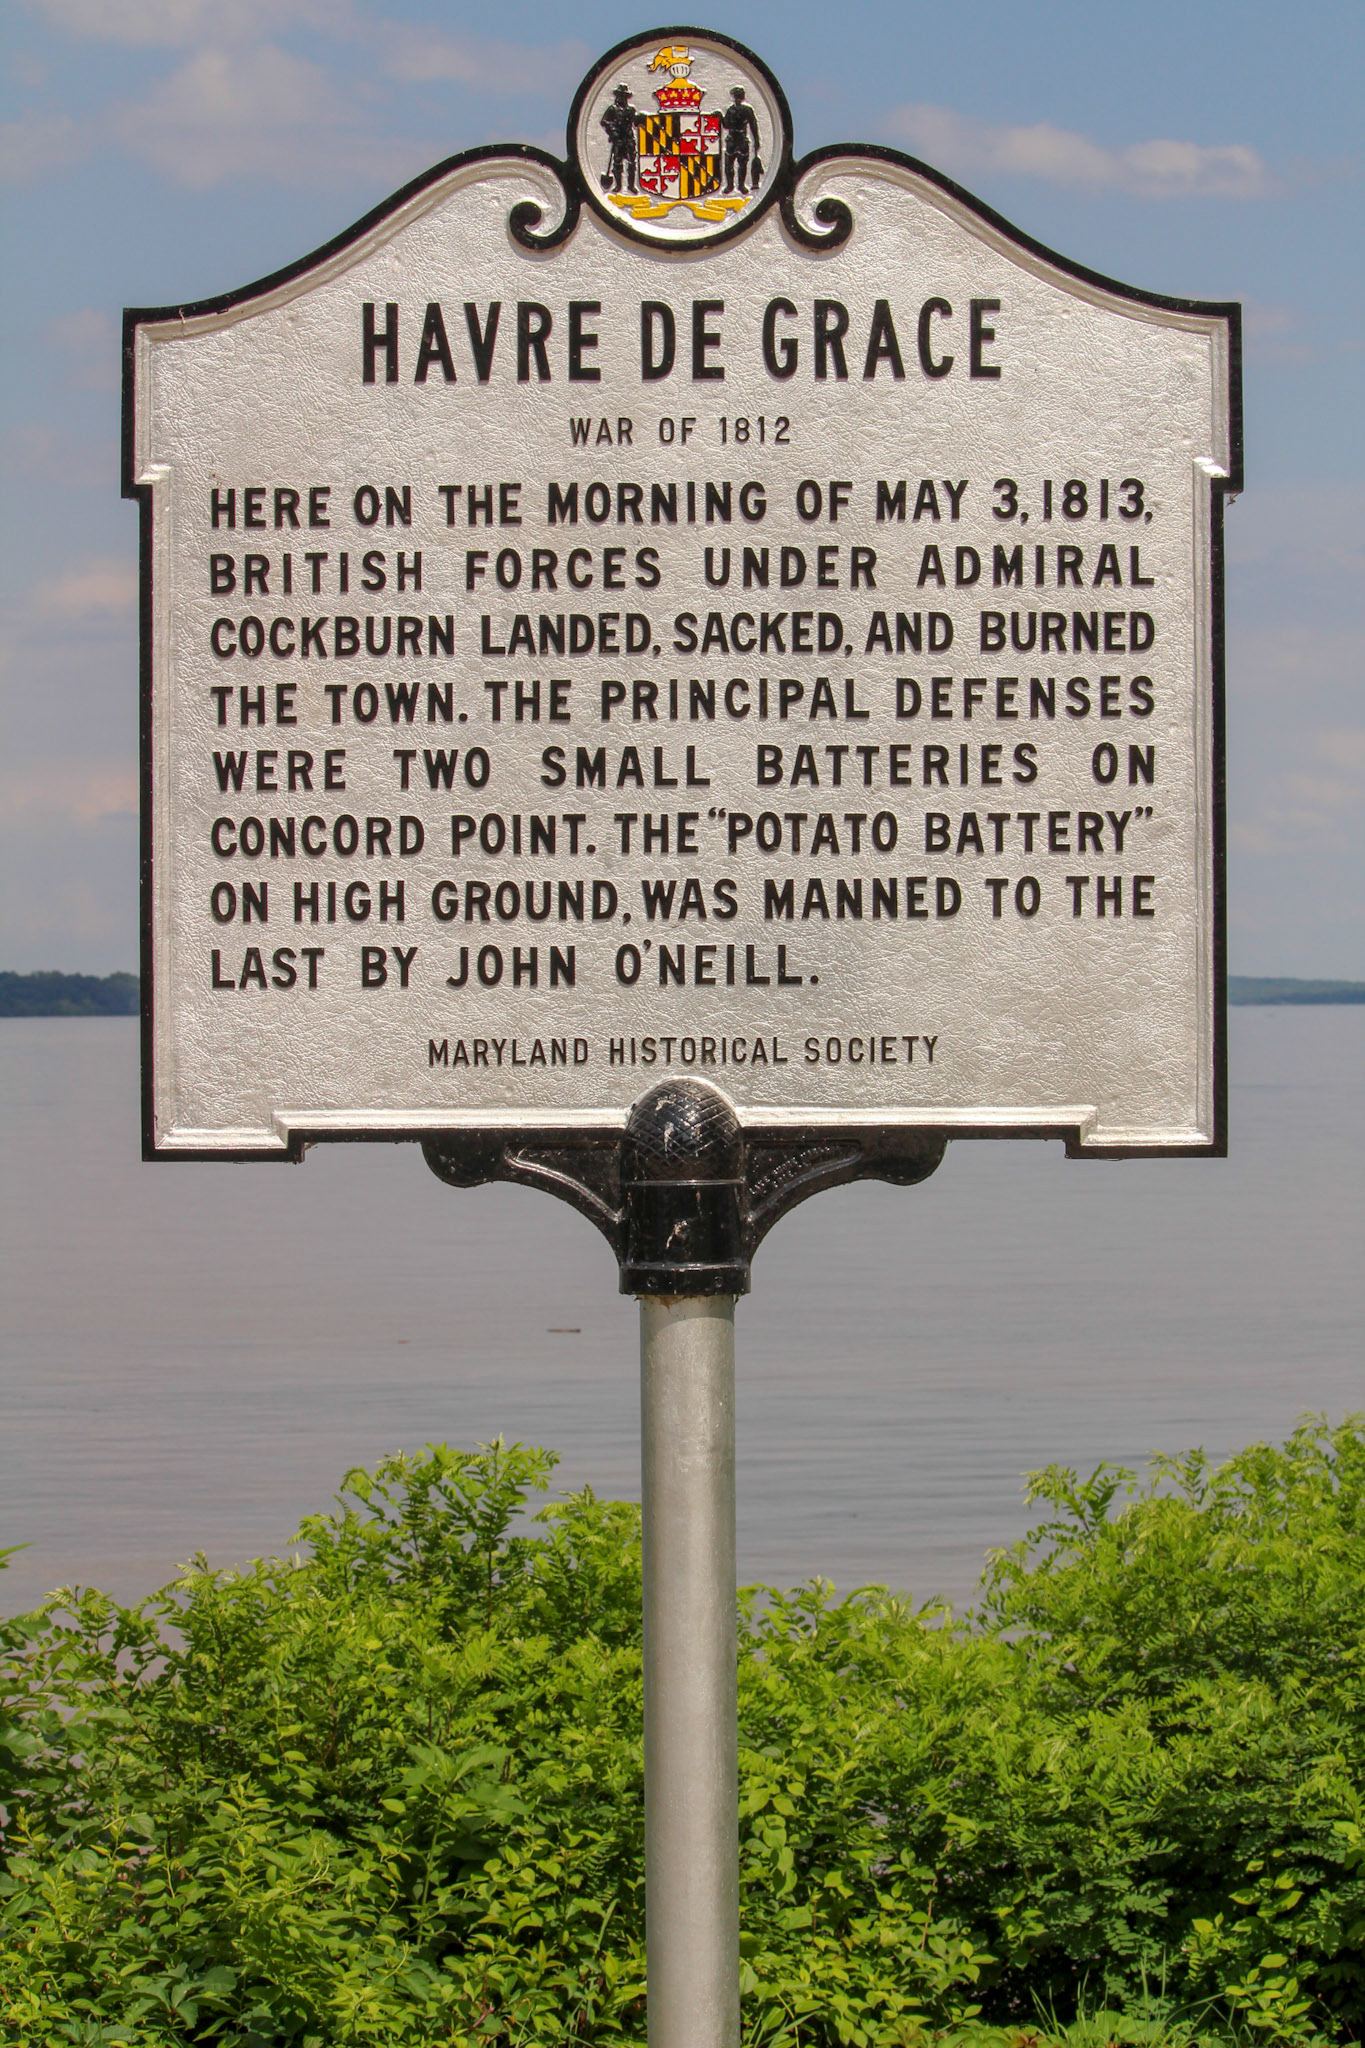 HAVRE DE GRACE
WAR OF 1812
HERE ON THE MORNING OF MAY 3, 1813,
BRITISH FORCES UNDER ADMIRAL
COCKBURN LANDED, SACKED, AND BURNED
THE TOWN. THE PRINCIPAL DEFENSES
WERE TWO SMALL BATTERIES ON
CONCORD POINT. THE "POTATO BATTERY"
ON HIGH GROUND, WAS MANNED TO THE
LAST BY JOHN O'NEILL.
MARYLAND HISTORICAL SOCIETY